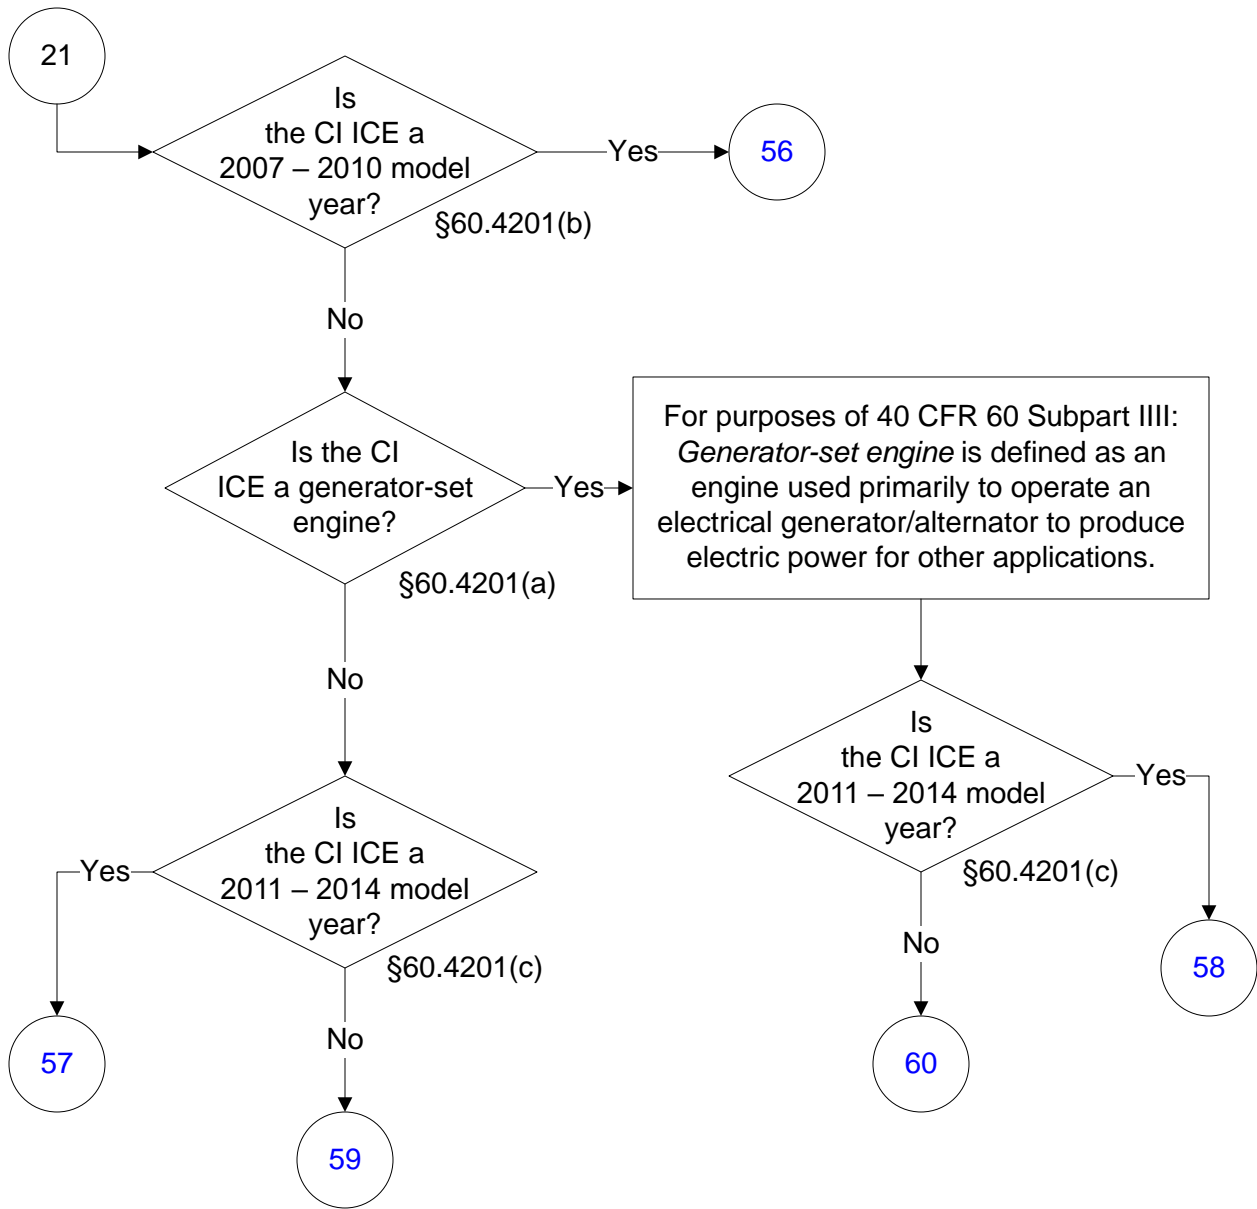 21
Is
the CI ICE a
2007 – 2010 model
year?
§60.4201(b)
Yes
56
No
Is the CI
ICE a generator-set
engine?
§60.4201(a)
Yes
For purposes of 40 CFR 60 Subpart IIII:
Generator-set engine is defined as an
engine used primarily to operate an
electrical generator/alternator to produce
electric power for other applications.
No
Is
the CI ICE a
2011 – 2014 model
year?
§60.4201(c)
Yes
58
No
60
Is
the CI ICE a
2011 – 2014 model
year?
§60.4201(c)
Yes
57
No
59